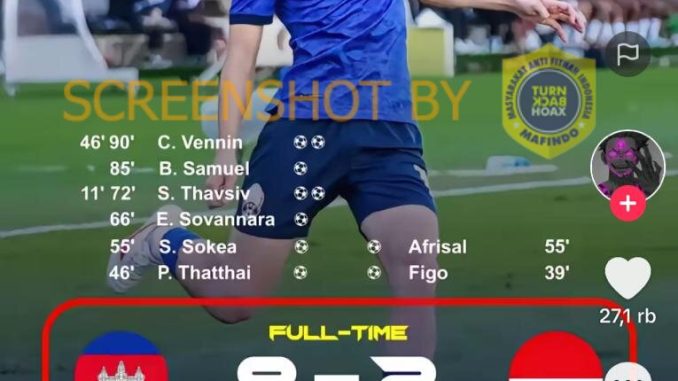 SCREENSHOT BY
MASYARAKAT ANTI FITNAH INDONESIA
TURN BACK HOAX
MAFINDO
46' 90' C. Vennin
85' B. Samuel
11' 72' S. Thavsiv
66' E. Sovannara
55' S. Sokea Afrisal 55'
46' P. Thatthai Figo 39'
27,1 rb
FULL-TIME